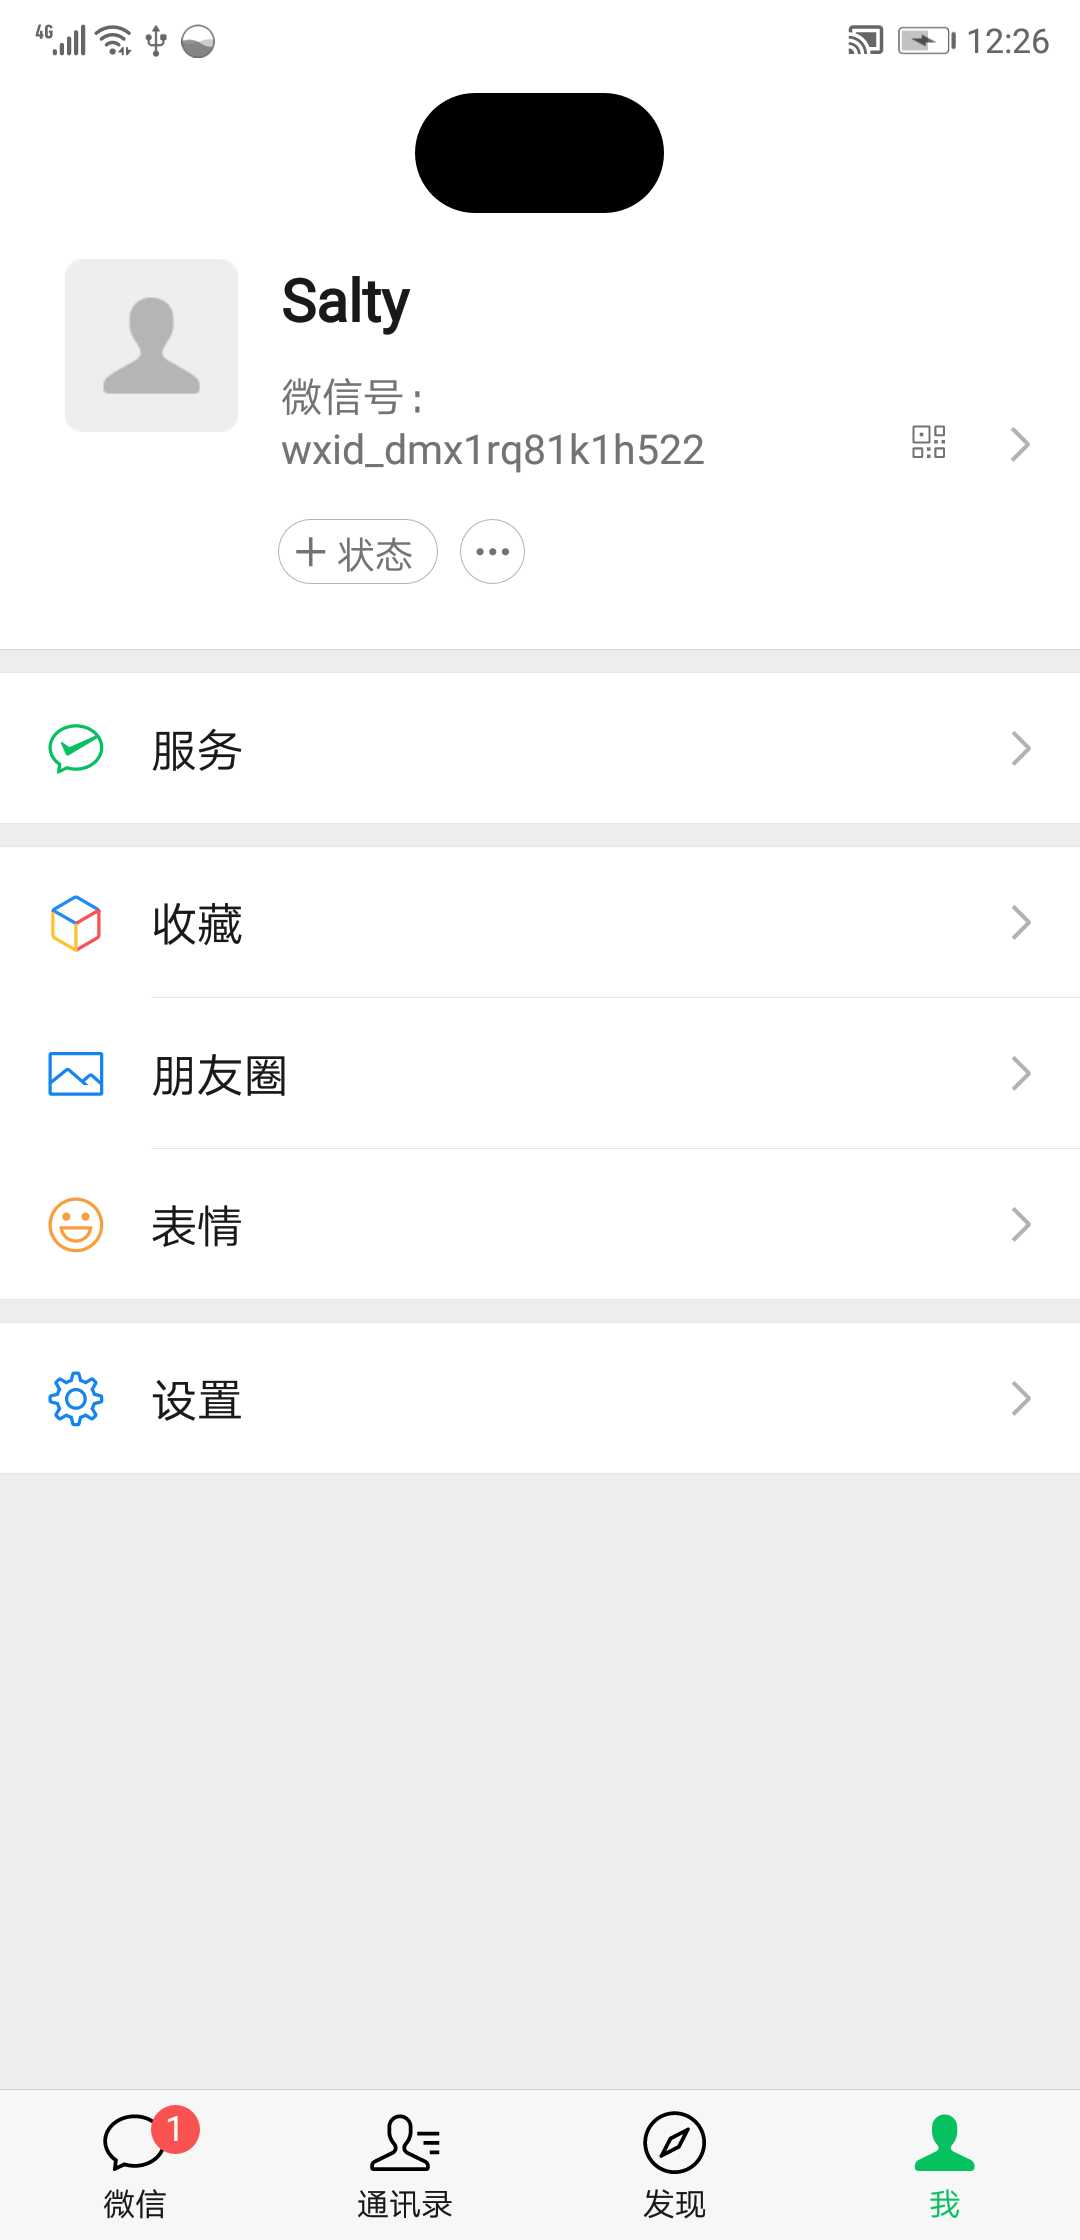 4G
12:26
Salty
微信号:
wxid_dmx1rq81k1h522
状态
服务
收藏
朋友圈
表情
设置
1
微信
通讯录
发现
我